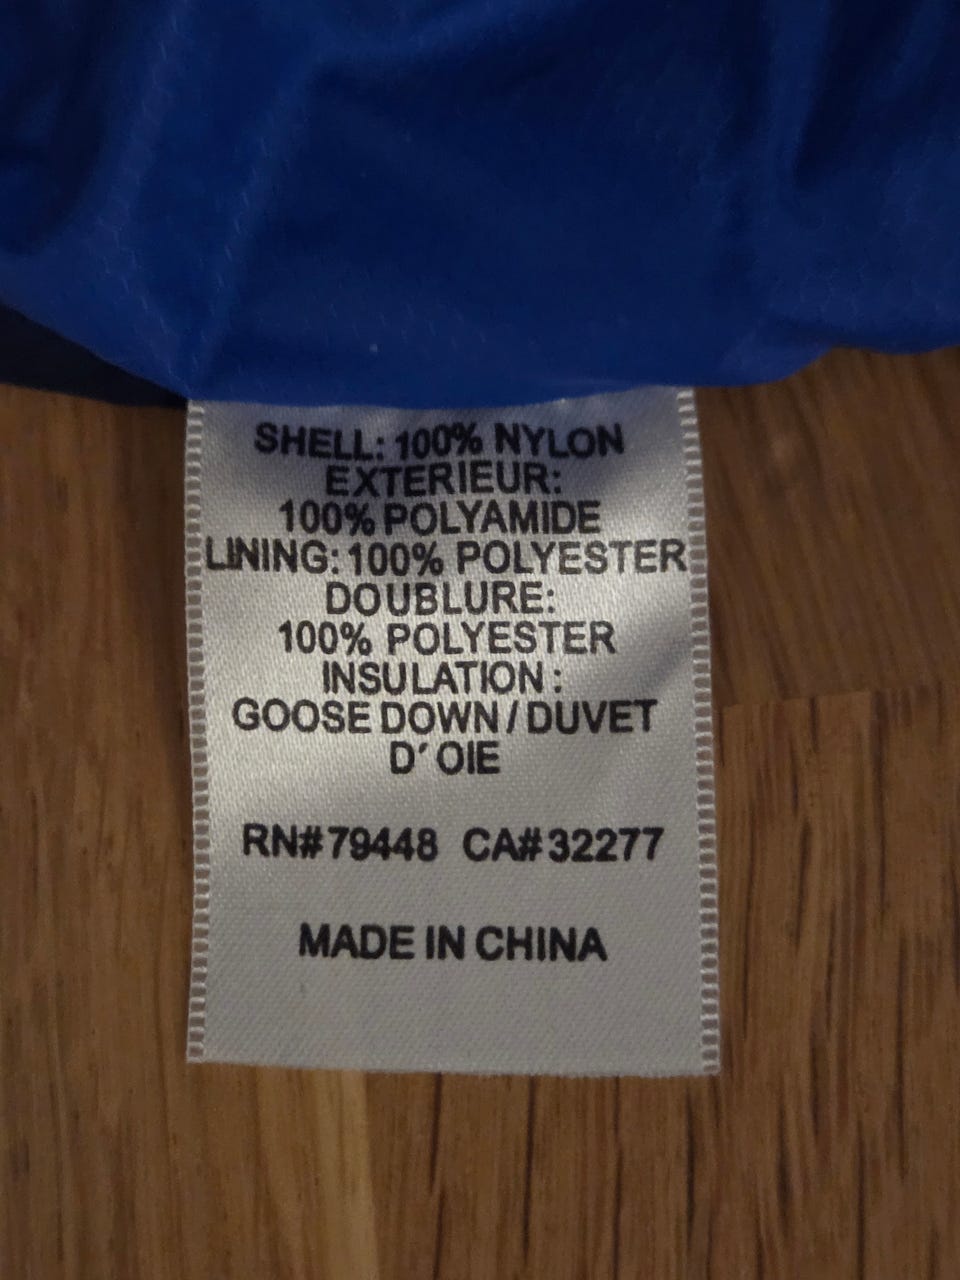 SHELL: 100% NYLON
EXTERIEUR:
100% POLYAMIDE
LINING: 100% POLYESTER
DOUBLURE:
100% POLYESTER
INSULATION :
GOOSE DOWN / DUVET
D' OIE
RN#79448 CA#32277
MADE IN CHINA